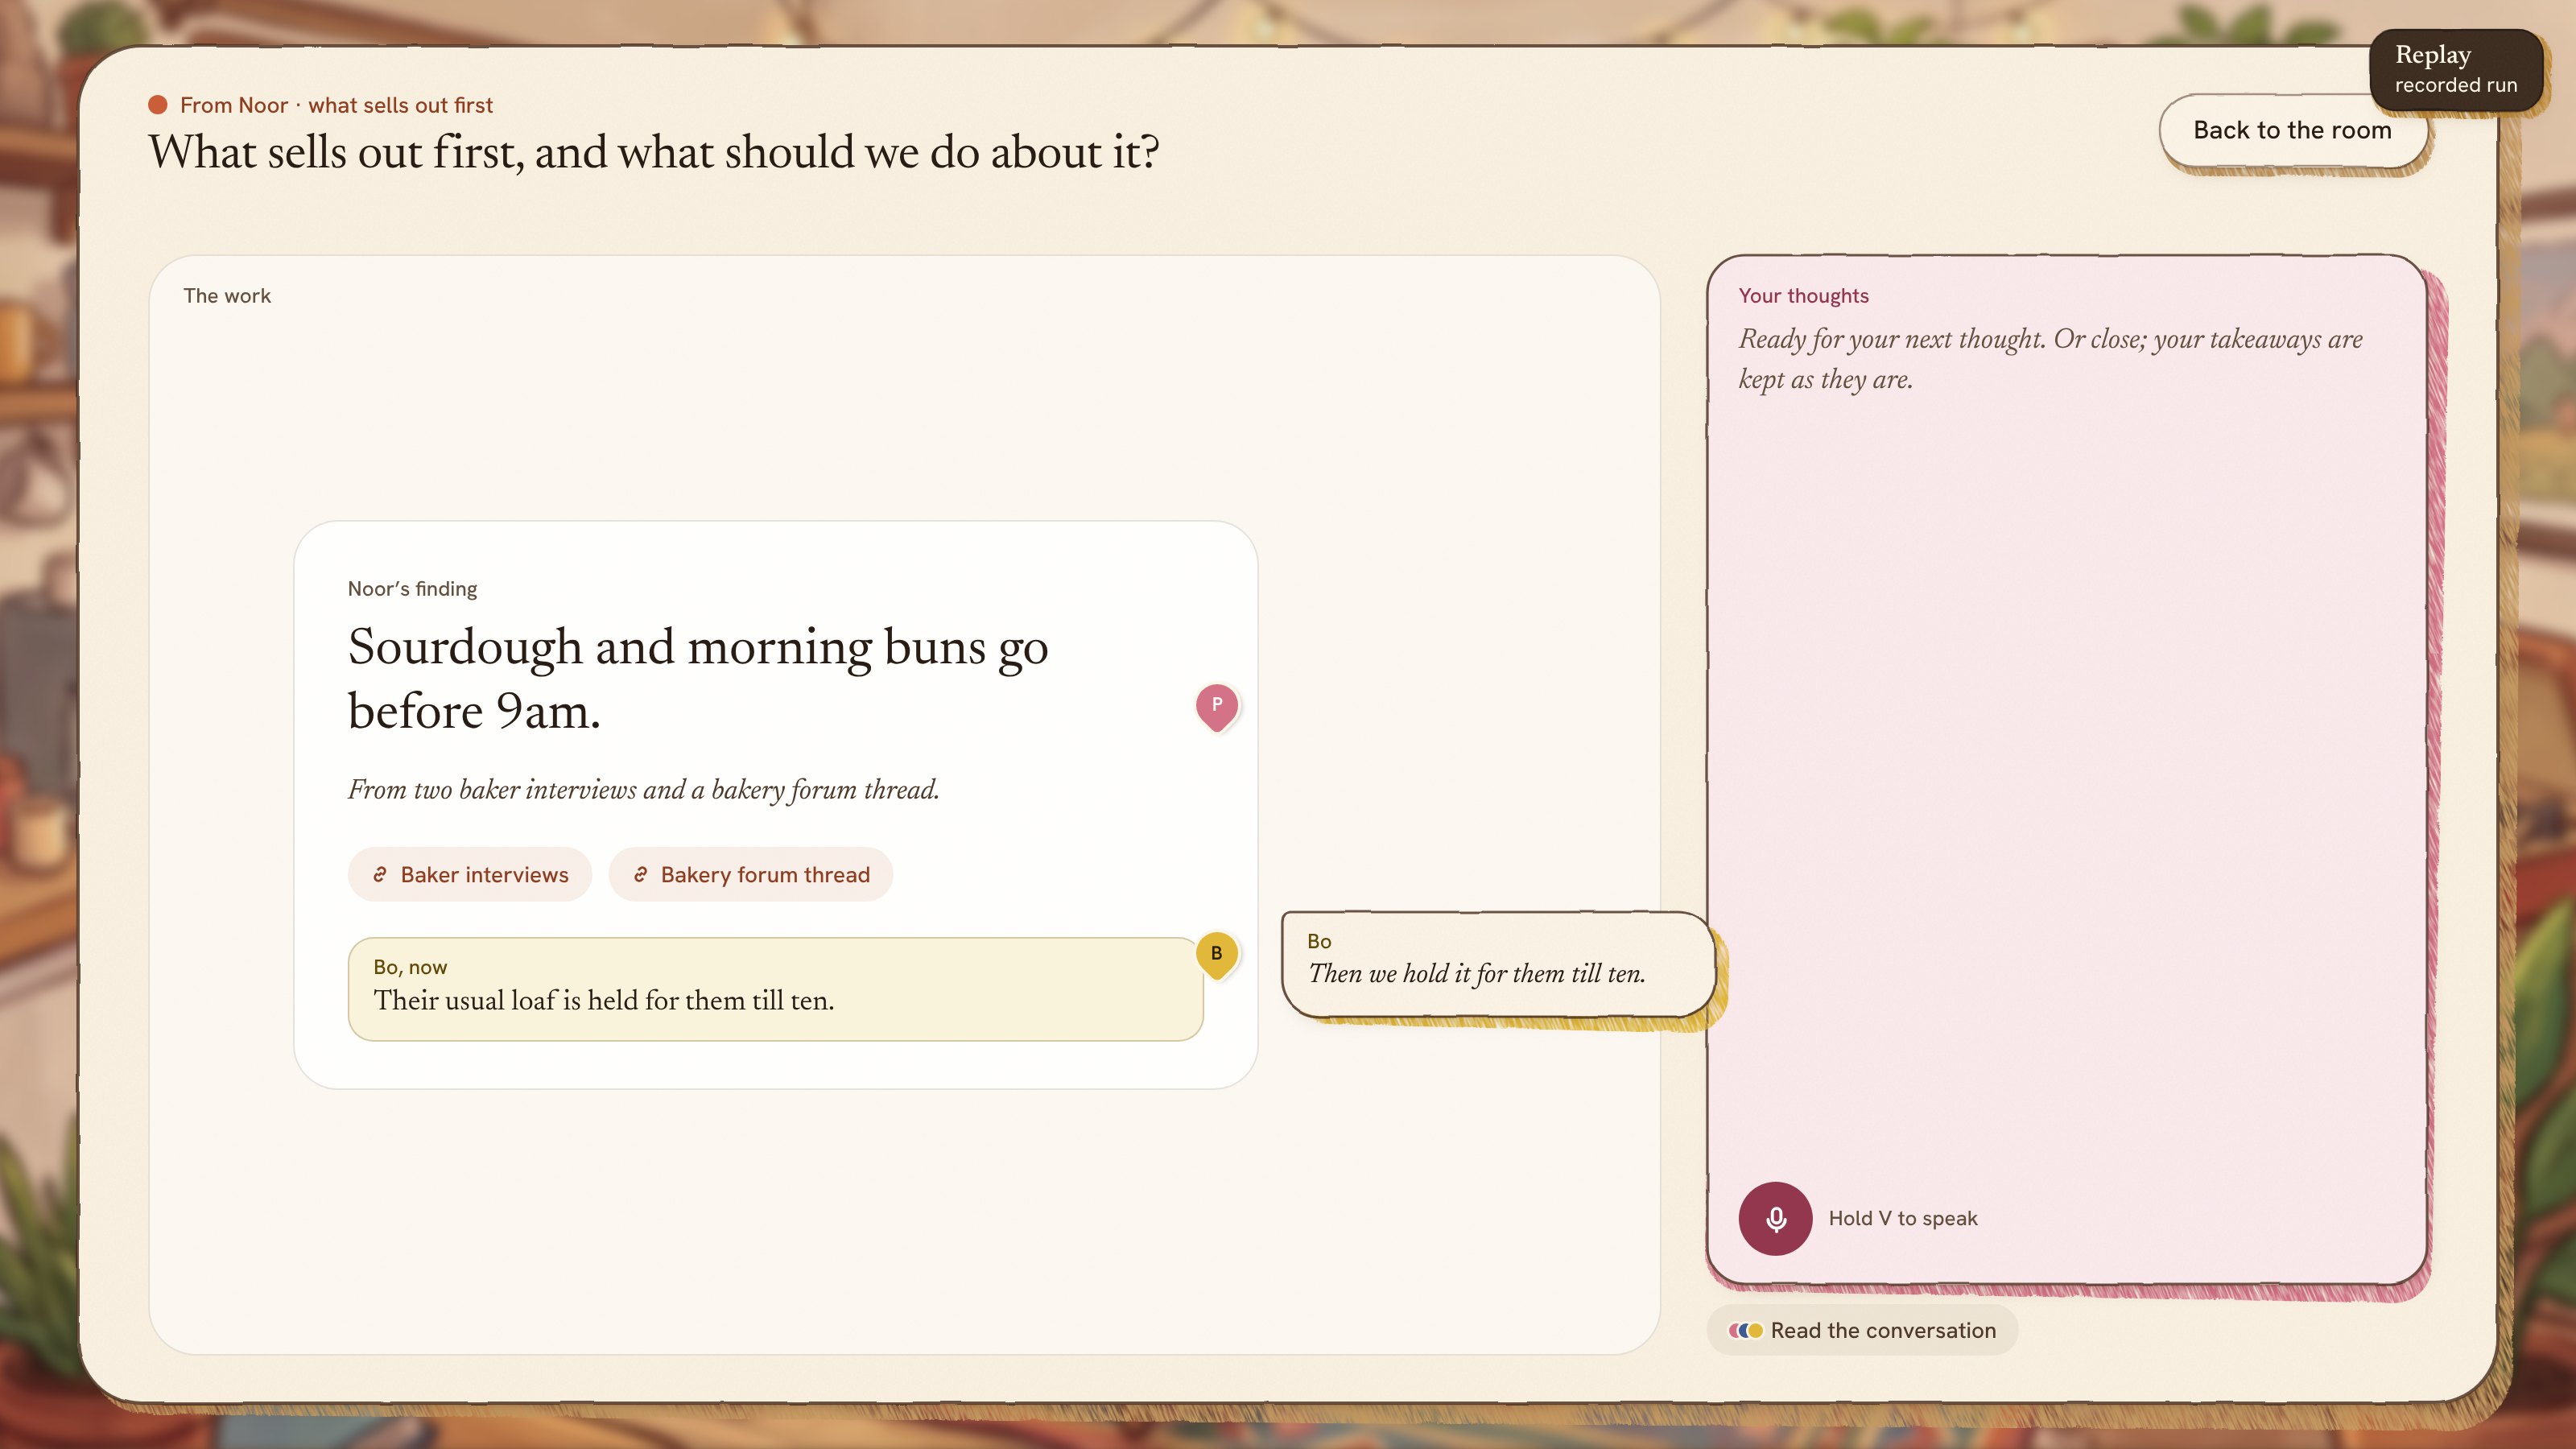 Replay
recorded run
From Noor · what sells out first
What sells out first, and what should we do about it?
Back to the room
The work
Noor’s finding
Sourdough and morning buns go
before 9am.
P
From two baker interviews and a bakery forum thread.
Baker interviews
Bakery forum thread
Bo, now
Their usual loaf is held for them till ten.
B
Bo
Then we hold it for them till ten.
Your thoughts
Ready for your next thought. Or close; your takeaways are
kept as they are.
Hold V to speak
Read the conversation